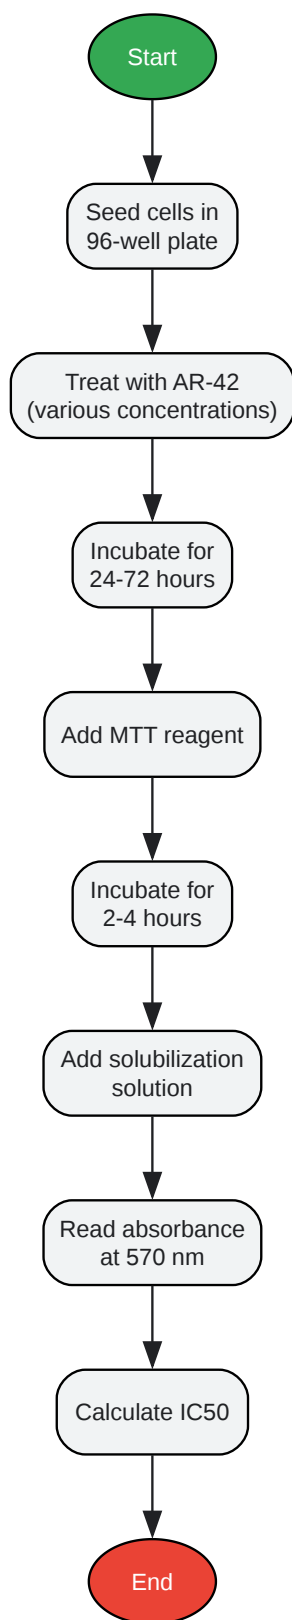 Start
Seed cells in
96-well plate
Treat with AR-42
(various concentrations)
Incubate for
24-72 hours
Add MTT reagent
Incubate for
2-4 hours
Add solubilization
solution
Read absorbance
at 570 nm
Calculate IC50
End